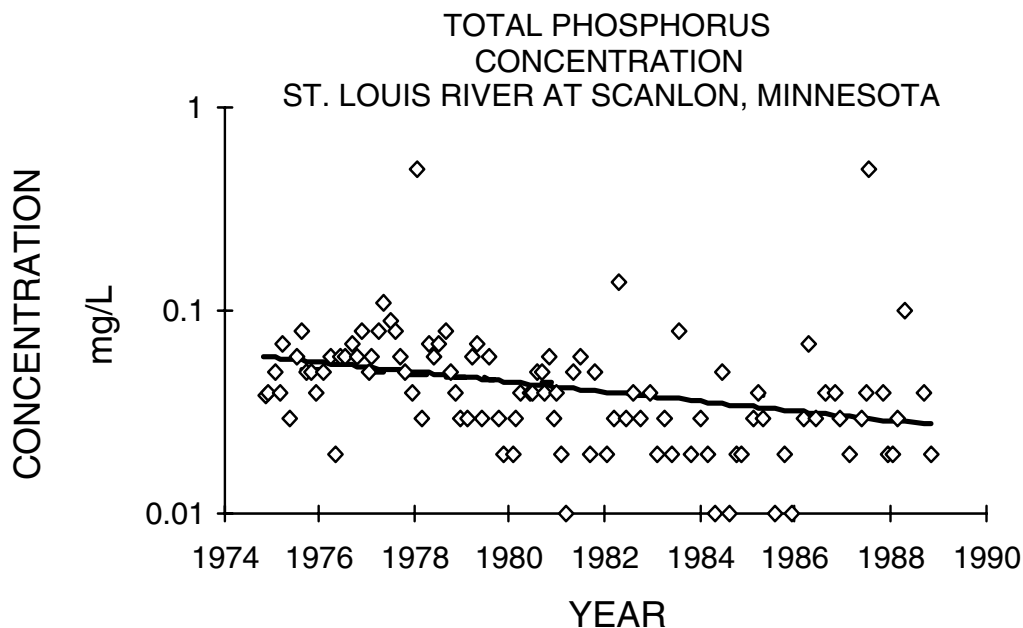 TOTAL PHOSPHORUS
CONCENTRATION
ST. LOUIS RIVER AT SCANLON, MINNESOTA
CONCENTRATION
mg/L
1
0.1
0.01
1974 1976 1978 1980 1982 1984 1986 1988 1990
YEAR